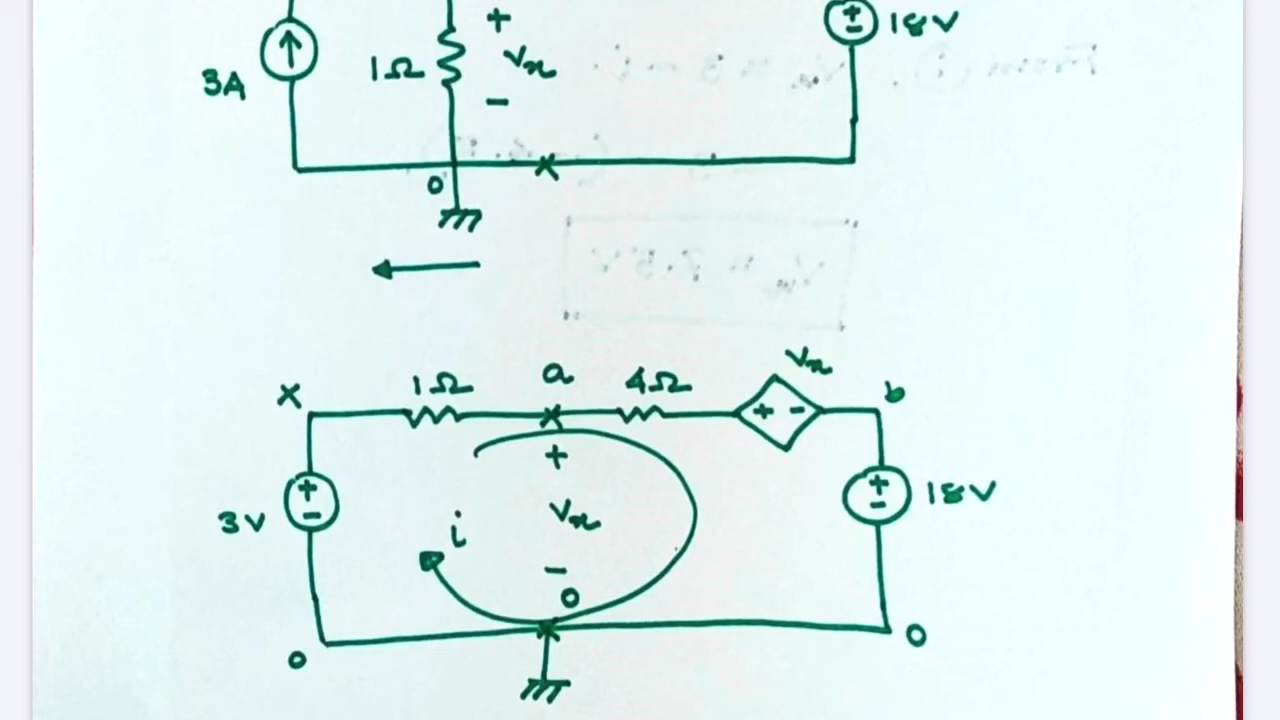 +
18V
1Ω
Vx
3A
-
0
Vx
X
1Ω
a
4Ω
b
+ -
+
+
-
+
-
18V
3V
Vx
i
-
0
0
0